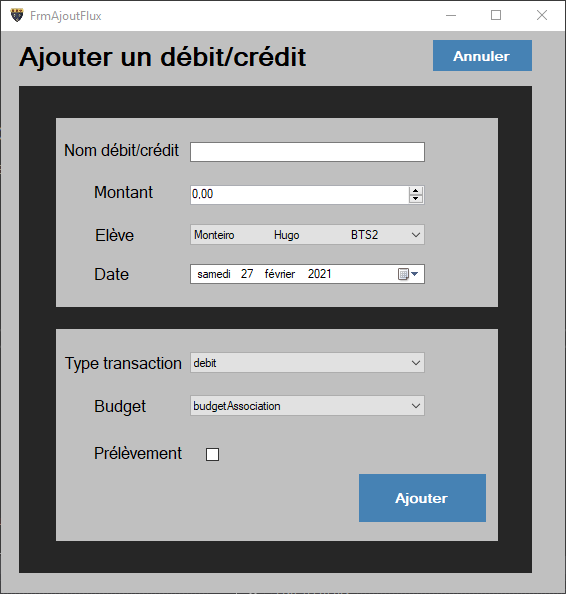 FrmAjoutFlux
Ajouter un débit/crédit
Annuler
Nom débit/crédit
Montant 0,00
Elève Monteiro Hugo BTS2
Date samedi 27 février 2021
Type transaction debit
Budget budgetAssociation
Prélèvement
Ajouter